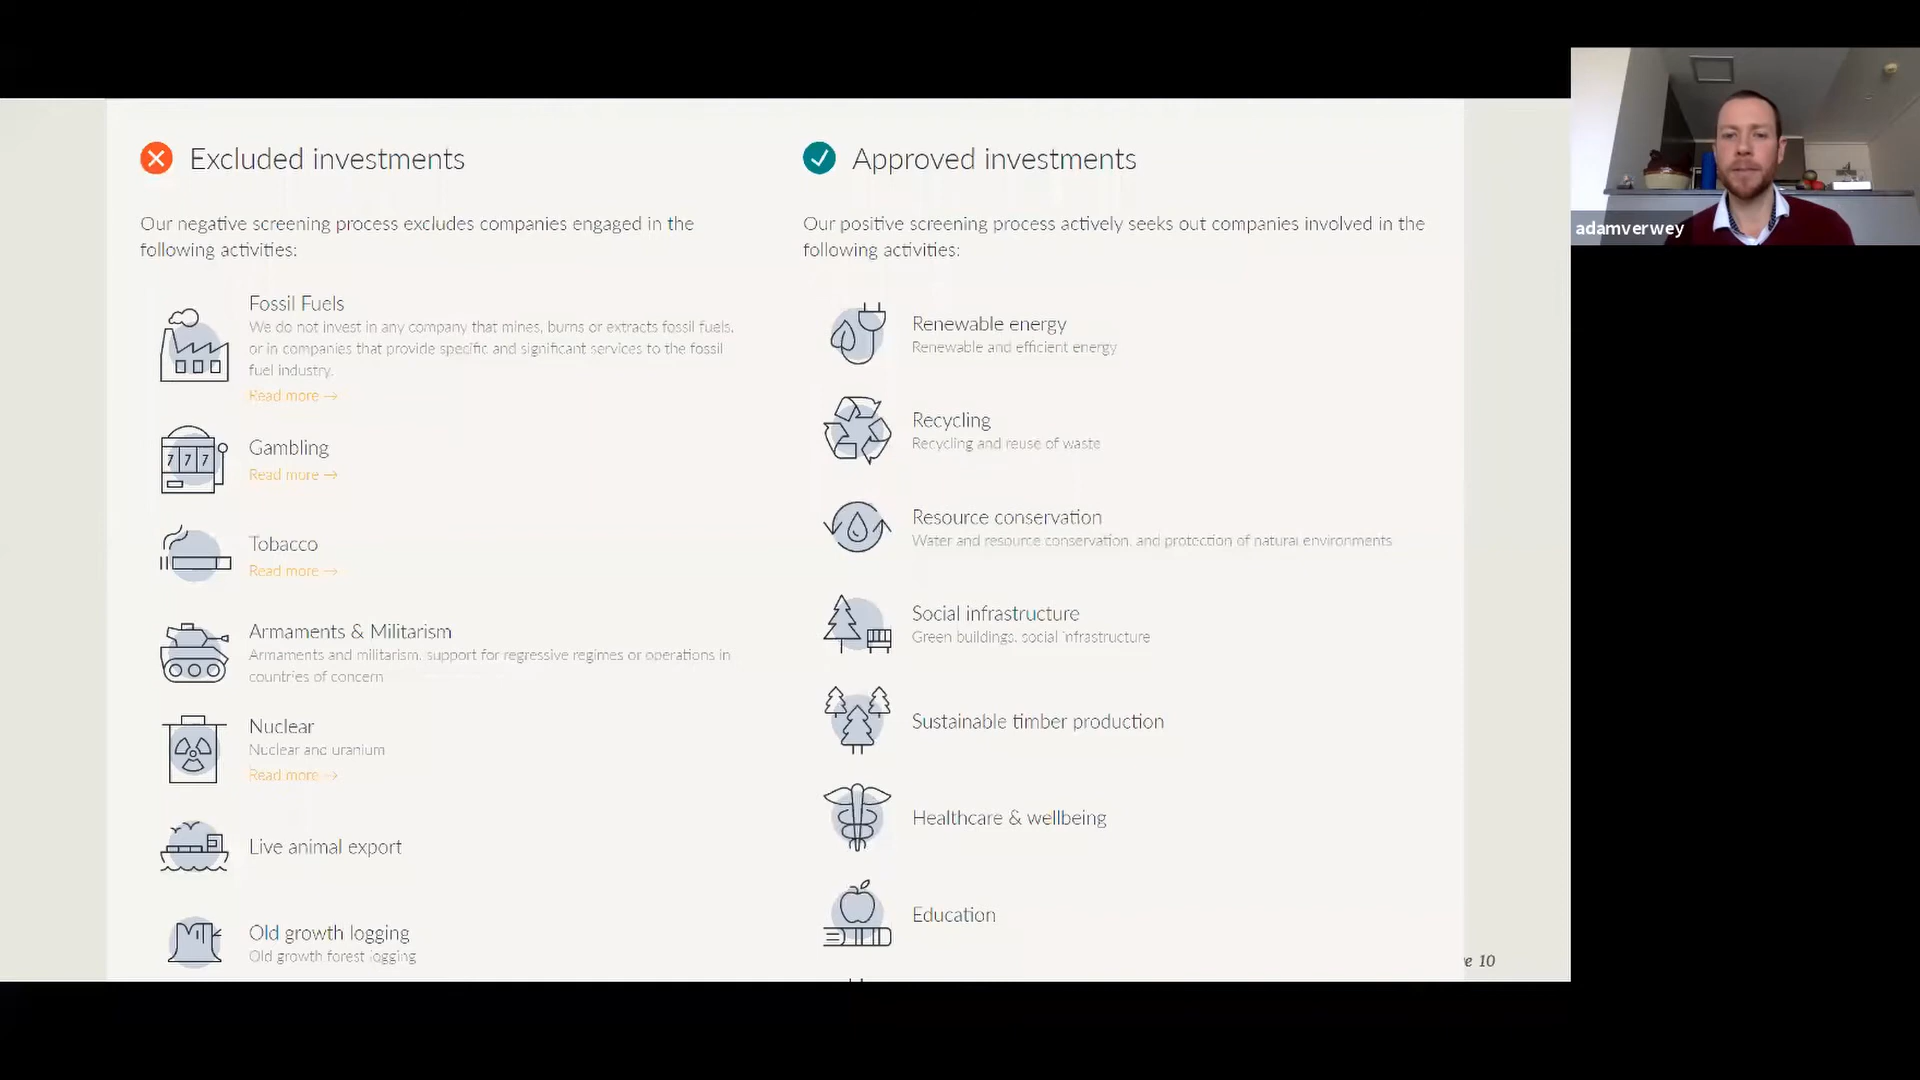 Excluded investments
Our negative screening process excludes companies engaged in the
following activities:
Fossil Fuels
We do not invest in any company that mines, burns or extracts fossil fuels,
or in companies that provide specific and significant services to the fossil
fuel industry.
Read more →
777
Gambling
Read more →
Tobacco
Read more →
Armaments & Militarism
Armaments and militarism, support for regressive regimes or operations in
countries of concern
Nuclear
Nuclear and uranium
Read more →
Live animal export
Old growth logging
Old growth forest logging
Approved investments
Our positive screening process actively seeks out companies involved in the
following activities:
Renewable energy
Renewable and efficient energy
Recycling
Recycling and reuse of waste
Resource conservation
Water and resource conservation, and protection of natural environments
Social infrastructure
Green buildings, social infrastructure
Sustainable timber production
Healthcare & wellbeing
Education
10
adamverwey